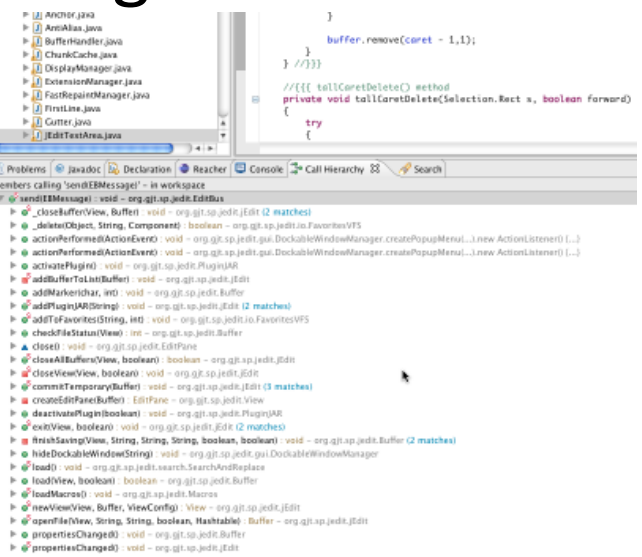 Anchor.java
AntiAlias.java
BufferHandler.java
ChunkCache.java
DisplayManager.java
ExtensionManager.java
FastRepaintManager.java
FirstLine.java
Gutter.java
JEditTextArea.java
}
buffer.remove(caret - 1,1);
}
} //}}}
//{{{ tallCaretDelete() method
private void tallCaretDelete(Selection.Rect s, boolean forward)
{
try
{
Problems @ Javadoc Declaration Reacher Console Call Hierarchy Search
embers calling 'send(EBMessage)' - in workspace
send(EBMessage) : void - org.gjt.sp.jedit.EditBus
_closeBuffer(View, Buffer) : void - org.gjt.sp.jedit.jEdit (2 matches)
_delete(Object, String, Component) : boolean - org.gjt.sp.jedit.io.FavoritesVFS
actionPerformed(ActionEvent) : void - org.gjt.sp.jedit.gui.DockableWindowManager.createPopupMenu(...).new ActionListener() {...}
actionPerformed(ActionEvent) : void - org.gjt.sp.jedit.gui.DockableWindowManager.createPopupMenu(...).new ActionListener() {...}
activatePlugin() : void - org.gjt.sp.jedit.PluginJAR
addBufferToList(Buffer) : void - org.gjt.sp.jedit.jEdit
addMarker(char, int) : void - org.gjt.sp.jedit.Buffer
addPluginJAR(String) : void - org.gjt.sp.jedit.jEdit (2 matches)
addToFavorites(String, int) : void - org.gjt.sp.jedit.io.FavoritesVFS
checkFileStatus(View) : int - org.gjt.sp.jedit.Buffer
close() : void - org.gjt.sp.jedit.EditPane
closeAllBuffers(View, boolean) : boolean - org.gjt.sp.jedit.jEdit
closeView(View, boolean) : void - org.gjt.sp.jedit.jEdit
commitTemporary(Buffer) : void - org.gjt.sp.jedit.jEdit (3 matches)
createEditPane(Buffer) : EditPane - org.gjt.sp.jedit.View
deactivatePlugin(boolean) : void - org.gjt.sp.jedit.PluginJAR
exit(View, boolean) : void - org.gjt.sp.jedit.jEdit (2 matches)
finishSaving(View, String, String, String, boolean, boolean) : void - org.gjt.sp.jedit.Buffer (2 matches)
hideDockableWindow(String) : void - org.gjt.sp.jedit.gui.DockableWindowManager
load() : void - org.gjt.sp.jedit.search.SearchAndReplace
load(View, boolean) : boolean - org.gjt.sp.jedit.Buffer
loadMacros() : void - org.gjt.sp.jedit.Macros
newView(View, Buffer, ViewConfig) : View - org.gjt.sp.jedit.jEdit
openFile(View, String, String, boolean, Hashtable) : Buffer - org.gjt.sp.jedit.jEdit
propertiesChanged() : void - org.gjt.sp.jedit.Buffer
propertiesChanged() : void - org.gjt.sp.jedit.jEdit